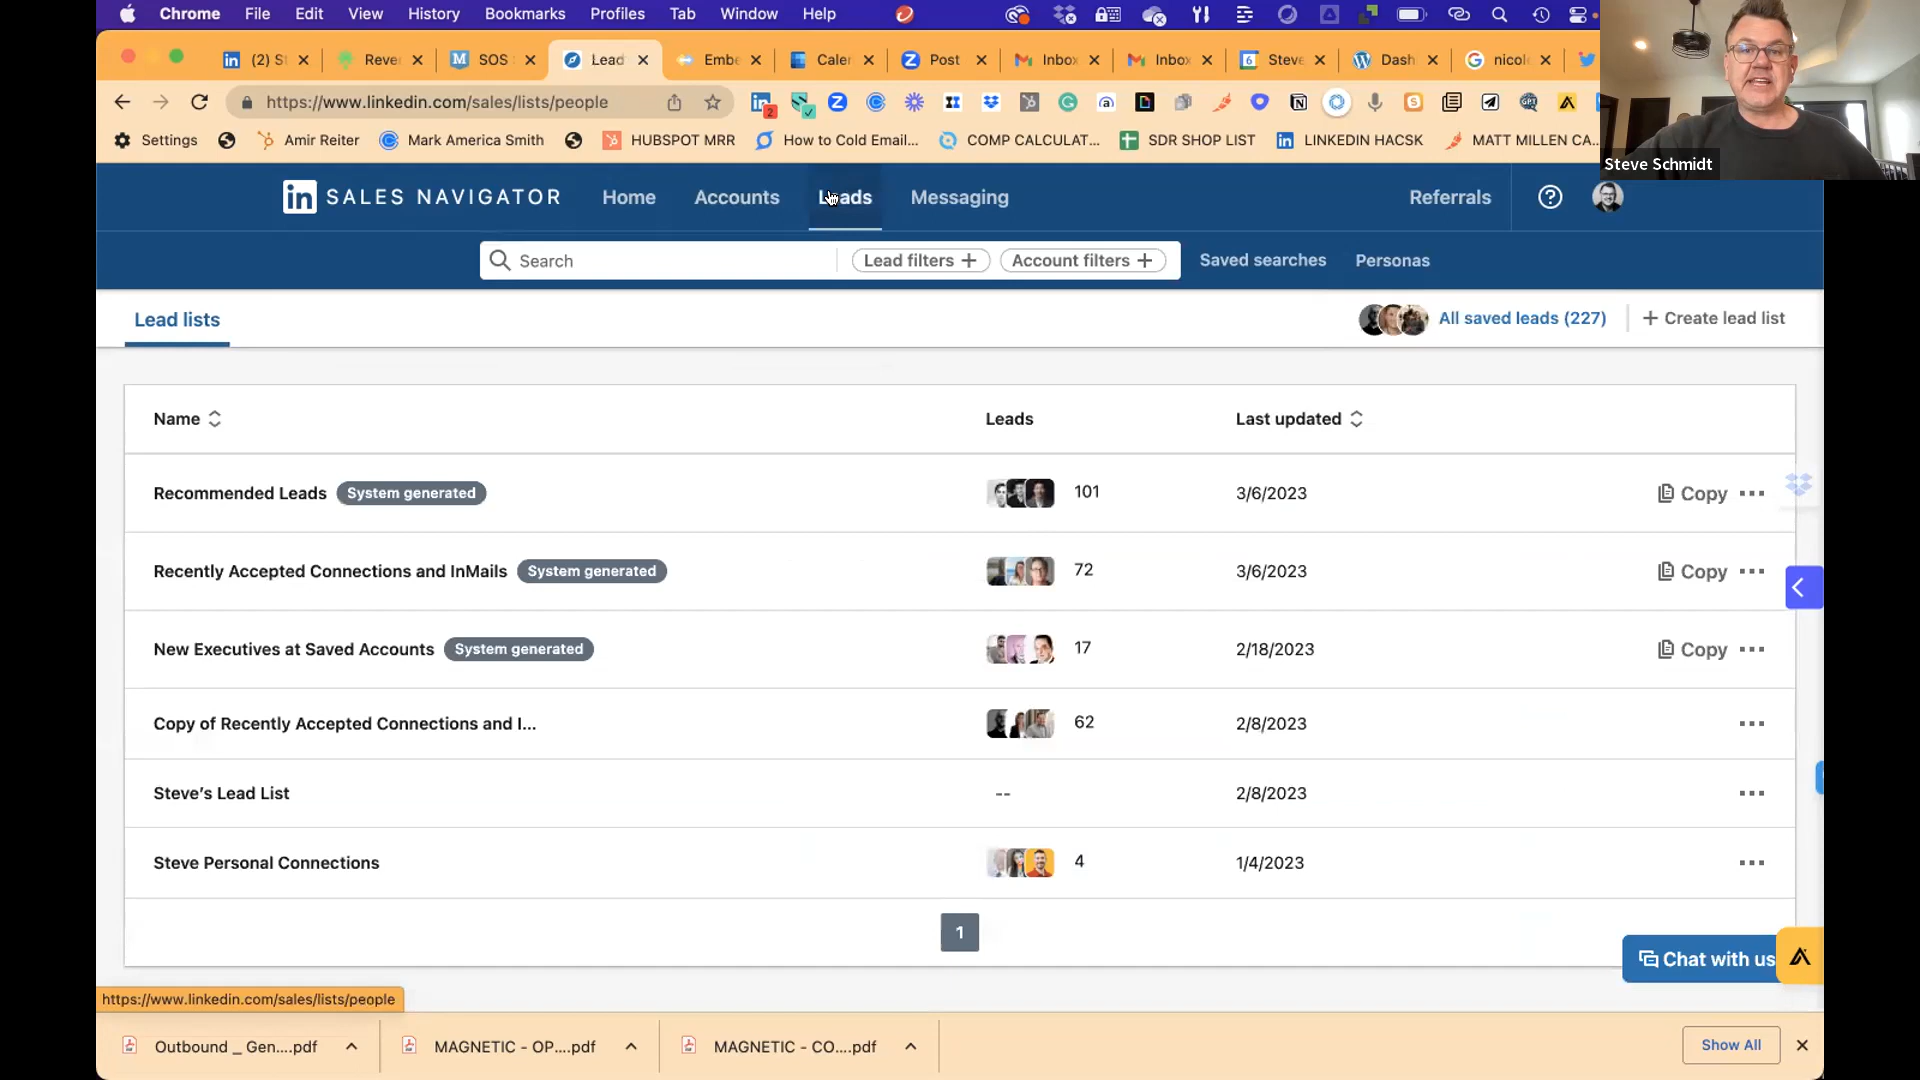 Chrome File Edit View History Bookmarks Profiles Tab Window Help
(2) S Rever SOS Lead Embe Caler Post Inbox Inbox Steve Dash nicol
https://www.linkedin.com/sales/lists/people
Settings Amir Reiter Mark America Smith HUBSPOT MRR How to Cold Email... COMP CALCULAT... SDR SHOP LIST LINKEDIN HACSK MATT MILLEN CA...
Steve Schmidt
in SALES NAVIGATOR Home Accounts Leads Messaging Referrals
Search Lead filters + Account filters + Saved searches Personas
Lead lists All saved leads (227) + Create lead list
Name Leads Last updated
Recommended Leads System generated 101 3/6/2023 Copy ...
Recently Accepted Connections and InMails System generated 72 3/6/2023 Copy ...
New Executives at Saved Accounts System generated 17 2/18/2023 Copy ...
Copy of Recently Accepted Connections and I... 62 2/8/2023 ...
Steve’s Lead List -- 2/8/2023 ...
Steve Personal Connections 4 1/4/2023 ...
1
Chat with us
https://www.linkedin.com/sales/lists/people
Outbound _ Gen....pdf MAGNETIC - OP....pdf MAGNETIC - CO....pdf Show All